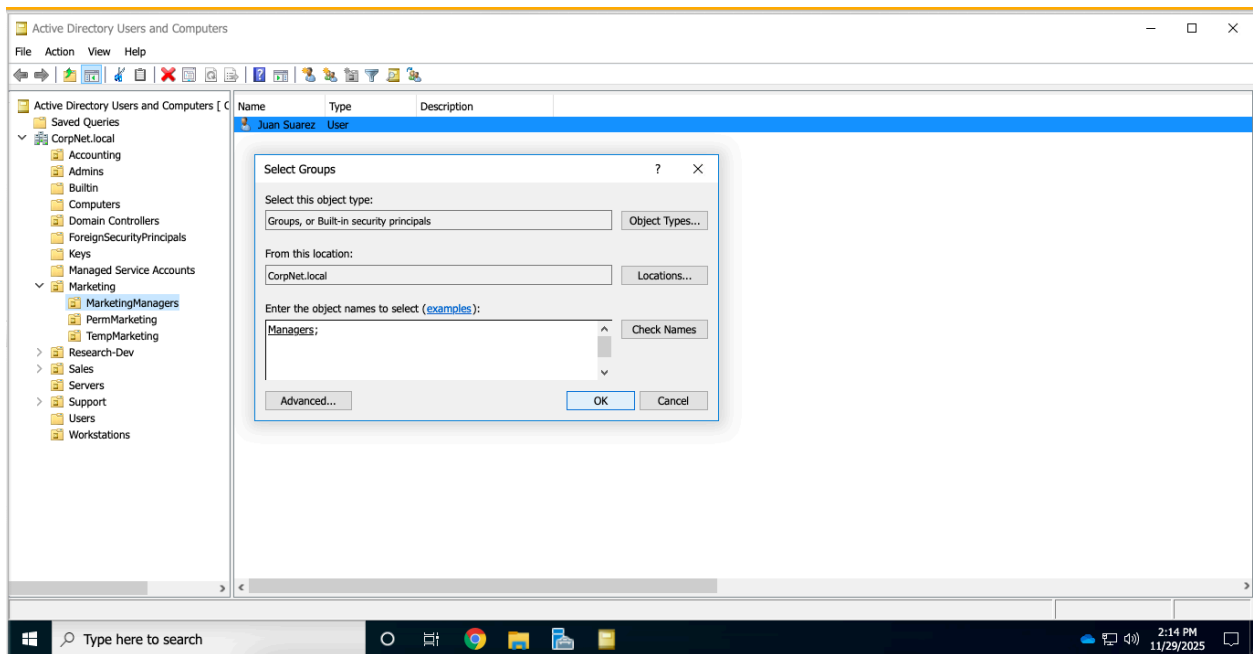 Active Directory Users and Computers
File Action View Help
Active Directory Users and Computers [ C
Saved Queries
CorpNet.local
Accounting
Admins
Builtin
Computers
Domain Controllers
ForeignSecurityPrincipals
Keys
Managed Service Accounts
Marketing
MarketingManagers
PermMarketing
TempMarketing
Research-Dev
Sales
Servers
Support
Users
Workstations
Name Type Description
Juan Suarez User
Select Groups ?
Select this object type:
Groups, or Built-in security principals Object Types...
From this location:
CorpNet.local Locations...
Enter the object names to select (examples):
Managers; Check Names
Advanced... OK Cancel
Type here to search
2:14 PM
11/29/2025